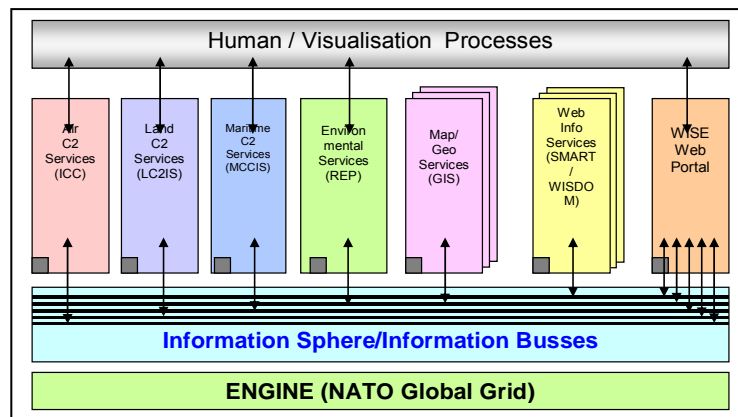 Human / Visualisation Processes
Air
C2
Services
(ICC)
Land
C2
Services
(LC2IS)
Maritime
C2
Services
(MCCIS)
Environ
mental
Services
(REP)
Map/
Geo
Services
(GIS)
Web
Info
Services
(SMART
/
WISDO
M)
WISE
Web
Portal
Information Sphere/Information Busses
ENGINE (NATO Global Grid)